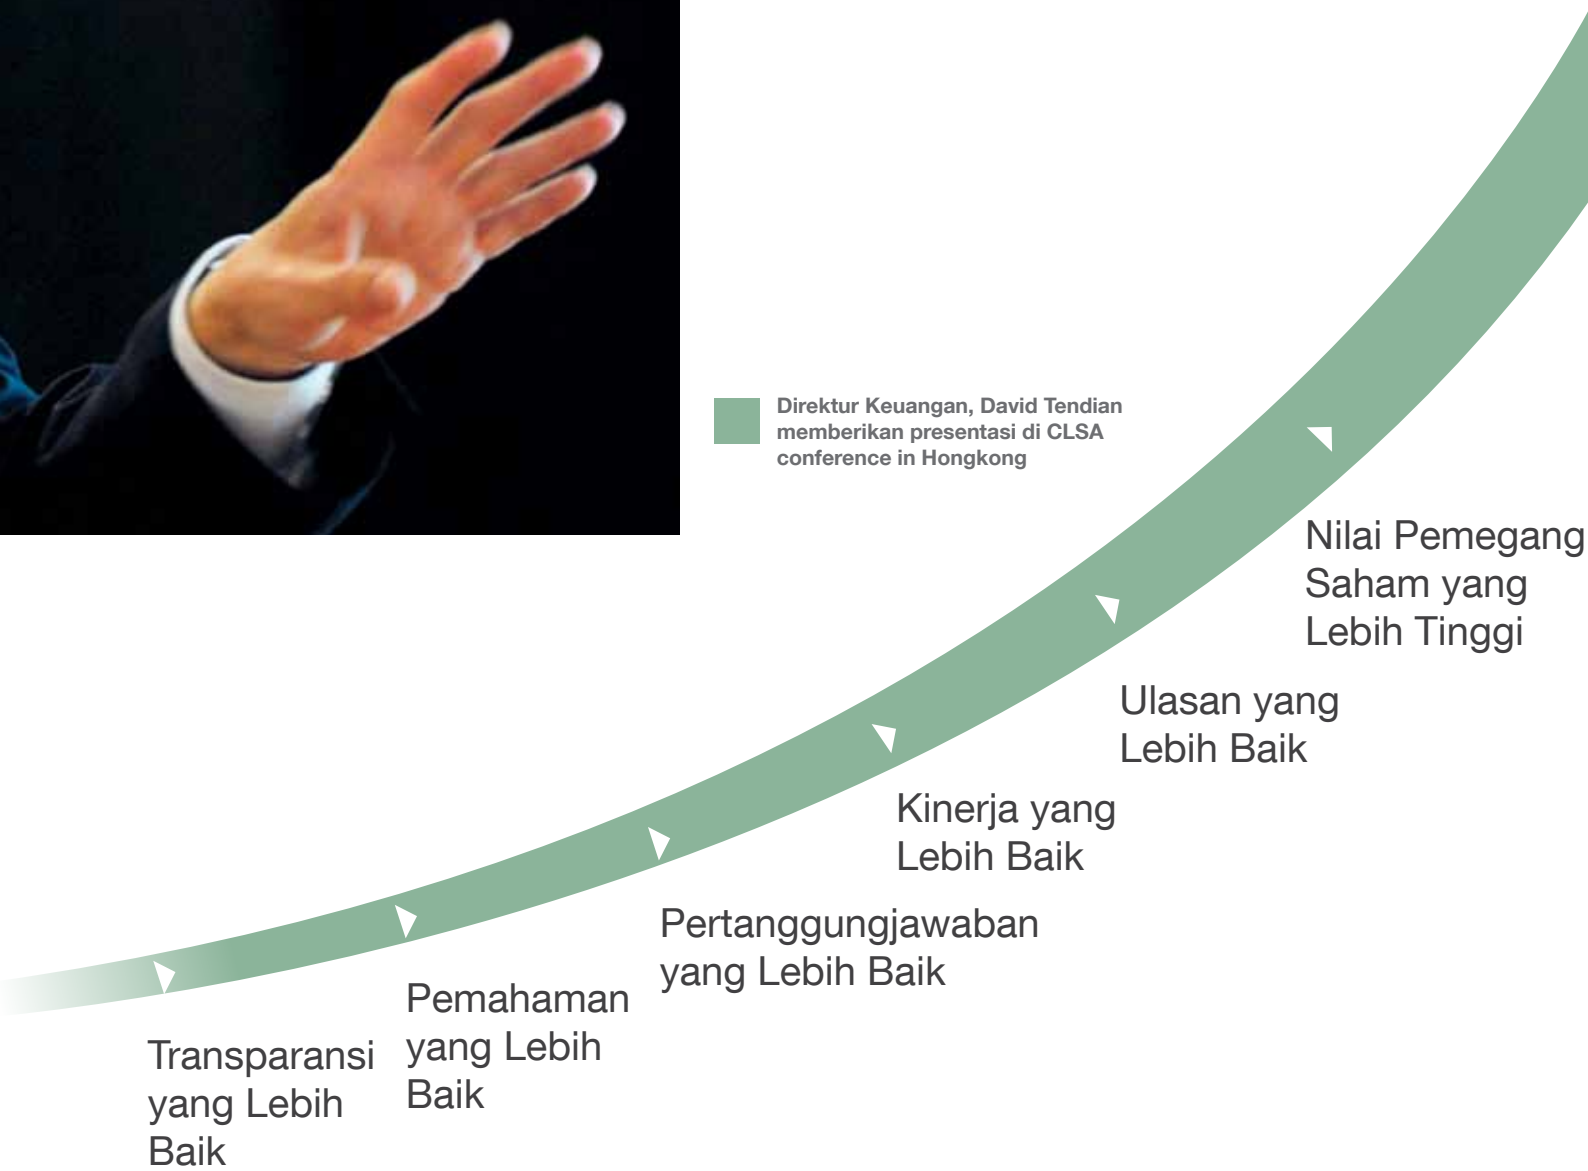 Direktur Keuangan, David Tendian
memberikan presentasi di CLSA
conference in Hongkong
Nilai Pemegang
Saham yang
Lebih Tinggi
Ulasan yang
Lebih Baik
Kinerja yang
Lebih Baik
Pertanggungjawaban
yang Lebih Baik
Pemahaman
yang Lebih
Baik
Transparansi
yang Lebih
Baik